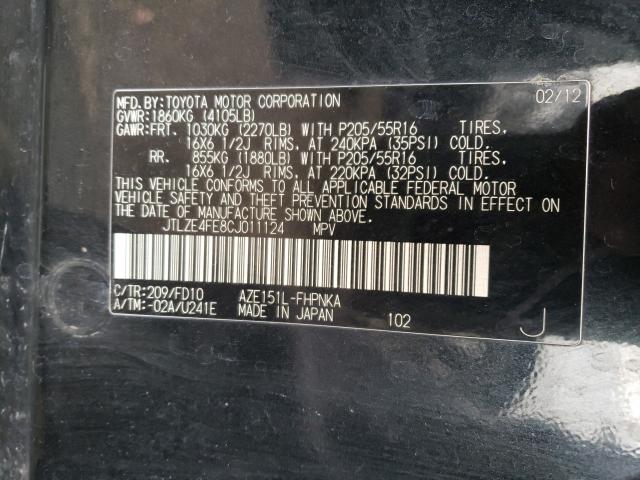 MFD.BY:TOYOTA MOTOR CORPORATION 02/12
GVWR:1860KG (4105LB)
GAWR:FRT. 1030KG (2270LB) WITH P205/55R16 TIRES,
16X6 1/2J RIMS, AT 240KPA (35PSI) COLD.
RR. 855KG (1880LB) WITH P205/55R16 TIRES,
16X6 1/2J RIMS, AT 220KPA (32PSI) COLD.
THIS VEHICLE CONFORMS TO ALL APPLICABLE FEDERAL MOTOR
VEHICLE SAFETY AND THEFT PREVENTION STANDARDS IN EFFECT ON
THE DATE OF MANUFACTURE SHOWN ABOVE.
JTLZE4FE8CJ011124 MPV
C/TR:209/FD10 AZE151L-FHPNKA
A/TM:-02A/U241E MADE IN JAPAN 102 J